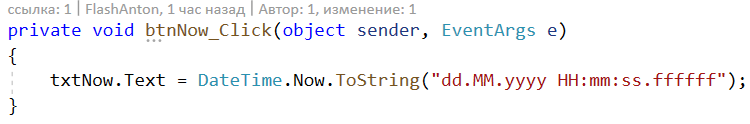 ссылка: 1 | FlashAnton, 1 час назад | Автор: 1, изменение: 1
private void btnNow_Click(object sender, EventArgs e)
{
    txtNow.Text = DateTime.Now.ToString("dd.MM.yyyy HH:mm:ss.ffffff");
}